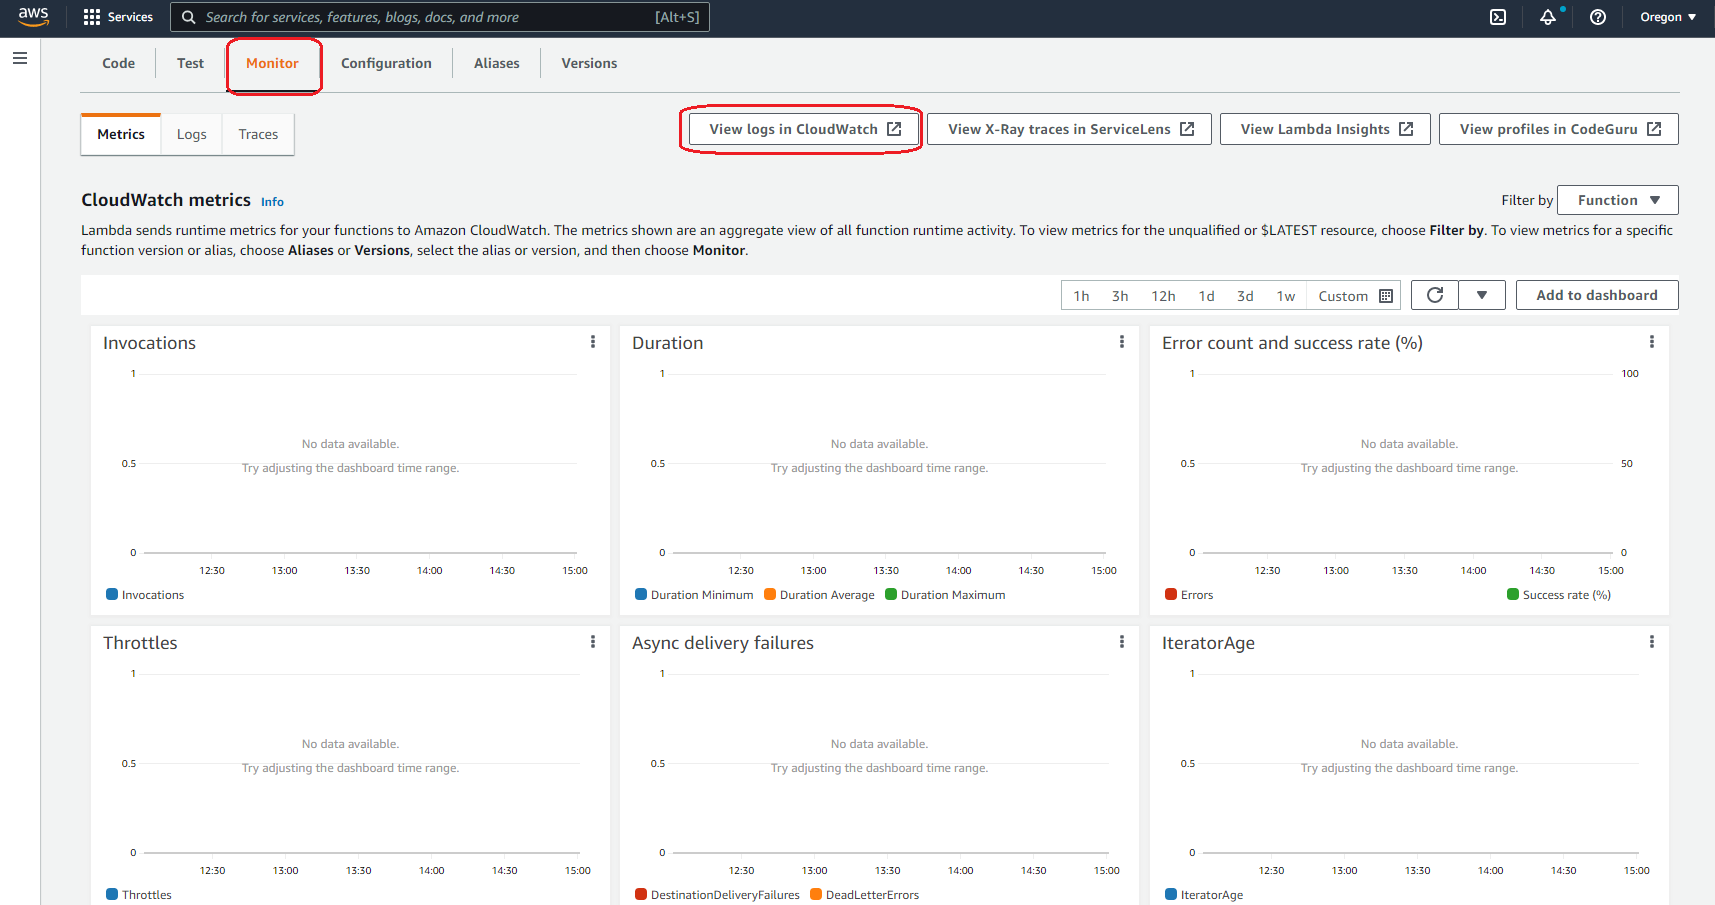 aws Services Search for services, features, blogs, docs, and more [Alt+S] Oregon
Code Test Monitor Configuration Aliases Versions
Metrics Logs Traces View logs in CloudWatch View X-Ray traces in ServiceLens View Lambda Insights View profiles in CodeGuru
CloudWatch metrics Info Filter by Function
Lambda sends runtime metrics for your functions to Amazon CloudWatch. The metrics shown are an aggregate view of all function runtime activity. To view metrics for the unqualified or $LATEST resource, choose Filter by. To view metrics for a specific
function version or alias, choose Aliases or Versions, select the alias or version, and then choose Monitor.
1h 3h 12h 1d 3d 1w Custom Add to dashboard
Invocations
1
No data available.
0.5
Try adjusting the dashboard time range.
0
12:30 13:00 13:30 14:00 14:30 15:00
Invocations
Duration
1
No data available.
0.5
Try adjusting the dashboard time range.
0
12:30 13:00 13:30 14:00 14:30 15:00
Duration Minimum Duration Average Duration Maximum
Error count and success rate (%)
1 100
No data available.
0.5 50
Try adjusting the dashboard time range.
0 0
12:30 13:00 13:30 14:00 14:30 15:00
Errors Success rate (%)
Throttles
1
No data available.
0.5
Try adjusting the dashboard time range.
0
12:30 13:00 13:30 14:00 14:30 15:00
Throttles
Async delivery failures
1
No data available.
0.5
Try adjusting the dashboard time range.
0
12:30 13:00 13:30 14:00 14:30 15:00
DestinationDeliveryFailures DeadLetterErrors
IteratorAge
1
No data available.
0.5
Try adjusting the dashboard time range.
0
12:30 13:00 13:30 14:00 14:30 15:00
IteratorAge